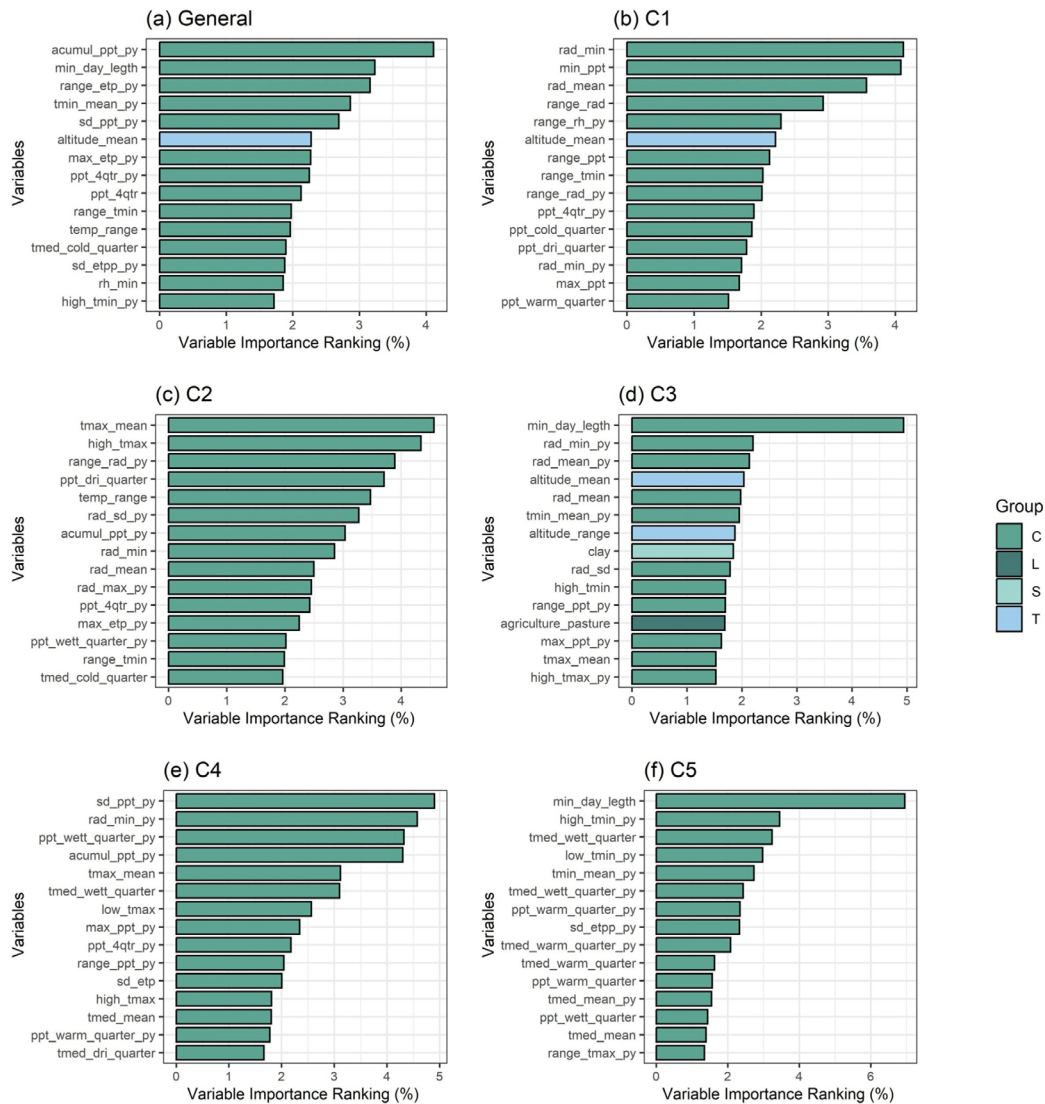 (a) General
Variables
acumul_ppt_py
min_day_legth
range_etp_py
tmin_mean_py
sd_ppt_py
altitude_mean
max_etp_py
ppt_4qtr_py
ppt_4qtr
range_tmin
temp_range
tmed_cold_quarter
sd_etpp_py
rh_min
high_tmin_py
0 1 2 3 4
Variable Importance Ranking (%)
(b) C1
Variables
rad_min
min_ppt
rad_mean
range_rad
range_rh_py
altitude_mean
range_ppt
range_tmin
range_rad_py
ppt_4qtr_py
ppt_cold_quarter
ppt_dri_quarter
rad_min_py
max_ppt
ppt_warm_quarter
0 1 2 3 4
Variable Importance Ranking (%)
(c) C2
Variables
tmax_mean
high_tmax
range_rad_py
ppt_dri_quarter
temp_range
rad_sd_py
acumul_ppt_py
rad_min
rad_mean
rad_max_py
ppt_4qtr_py
max_etp_py
ppt_wett_quarter_py
range_tmin
tmed_cold_quarter
0 1 2 3 4
Variable Importance Ranking (%)
(d) C3
Variables
min_day_legth
rad_min_py
rad_mean_py
altitude_mean
rad_mean
tmin_mean_py
altitude_range
clay
rad_sd
high_tmin
range_ppt_py
agriculture_pasture
max_ppt_py
tmax_mean
high_tmax_py
0 1 2 3 4 5
Variable Importance Ranking (%)
Group
C
L
S
T
(e) C4
Variables
sd_ppt_py
rad_min_py
ppt_wett_quarter_py
acumul_ppt_py
tmax_mean
tmed_wett_quarter
low_tmax
max_ppt_py
ppt_4qtr_py
range_ppt_py
sd_etp
high_tmax
tmed_mean
ppt_warm_quarter_py
tmed_dri_quarter
0 1 2 3 4 5
Variable Importance Ranking (%)
(f) C5
Variables
min_day_legth
high_tmin_py
tmed_wett_quarter
low_tmin_py
tmin_mean_py
tmed_wett_quarter_py
ppt_warm_quarter_py
sd_etpp_py
tmed_warm_quarter_py
tmed_warm_quarter
ppt_warm_quarter
tmed_mean_py
ppt_wett_quarter
tmed_mean
range_tmax_py
0 2 4 6
Variable Importance Ranking (%)